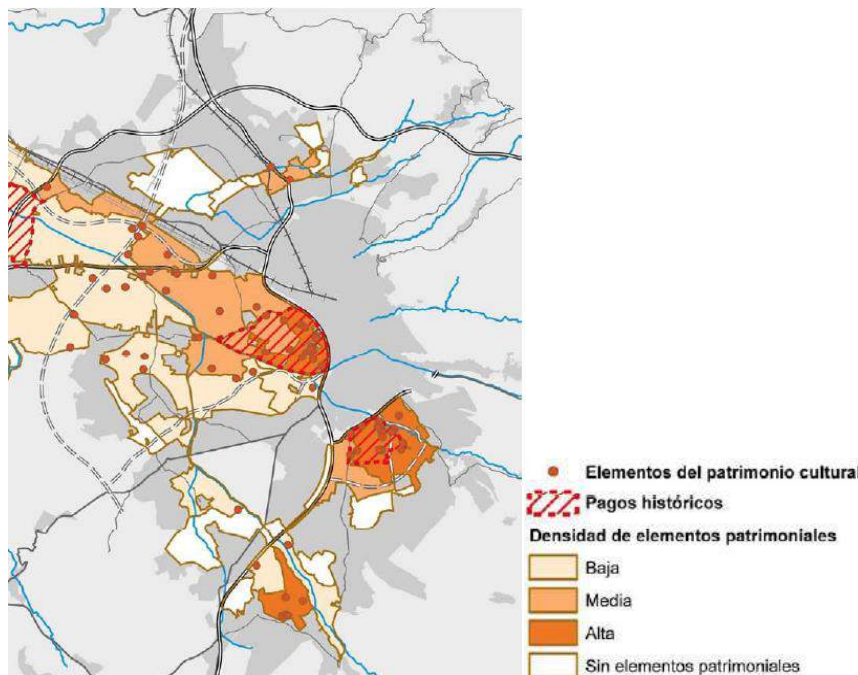 Elementos del patrimonio cultural
Pagos históricos
Densidad de elementos patrimoniales
Baja
Media
Alta
Sin elementos patrimoniales